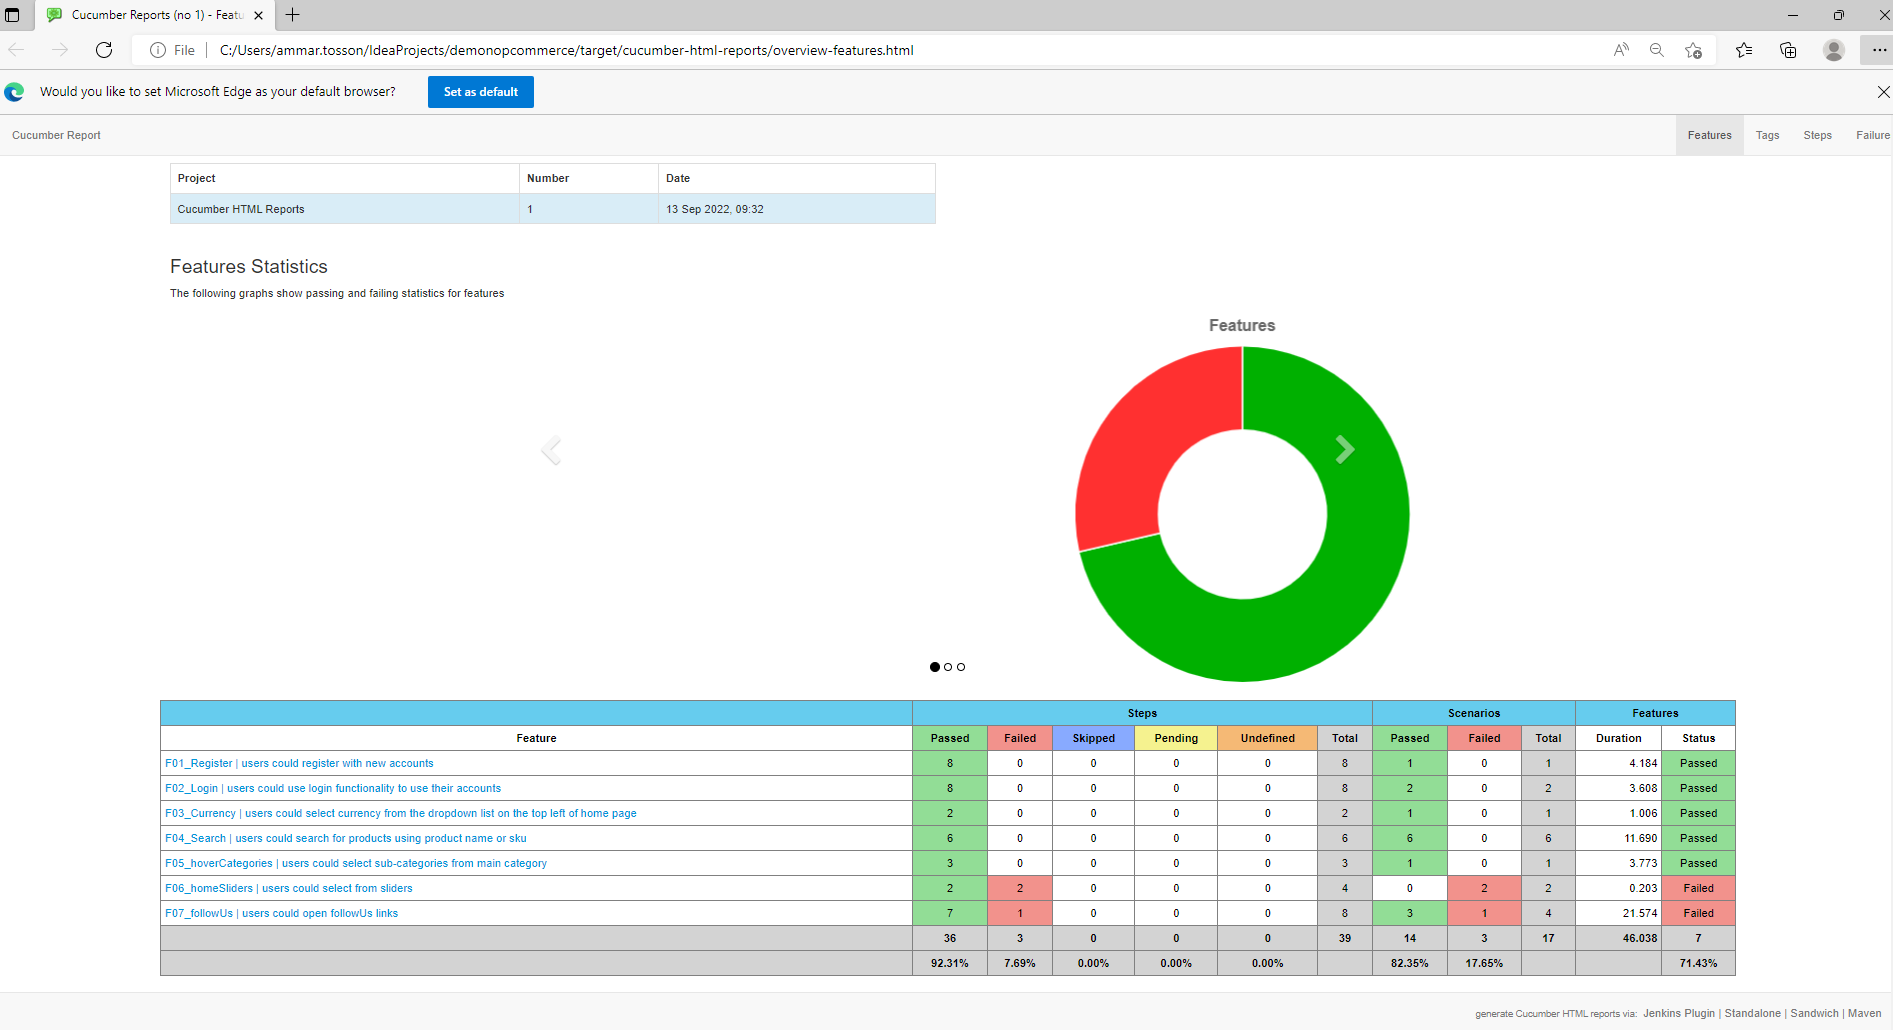 Cucumber Reports (no 1) - Featu
File
C:/Users/ammar.tosson/IdeaProjects/demonopcommerce/target/cucumber-html-reports/overview-features.html
Would you like to set Microsoft Edge as your default browser? Set as default
Cucumber Report Features Tags Steps Failure
Project Number Date
Cucumber HTML Reports 1 13 Sep 2022, 09:32
Features Statistics
The following graphs show passing and failing statistics for features
Features
Steps Scenarios Features
Feature Passed Failed Skipped Pending Undefined Total Passed Failed Total Duration Status
F01_Register | users could register with new accounts 8 0 0 0 0 8 1 0 1 4.184 Passed
F02_Login | users could use login functionality to use their accounts 8 0 0 0 0 8 2 0 2 3.608 Passed
F03_Currency | users could select currency from the dropdown list on the top left of home page 2 0 0 0 0 2 1 0 1 1.006 Passed
F04_Search | users could search for products using product name or sku 6 0 0 0 0 6 6 0 6 11.690 Passed
F05_hoverCategories | users could select sub-categories from main category 3 0 0 0 0 3 1 0 1 3.773 Passed
F06_homeSliders | users could select from sliders 2 2 0 0 0 4 0 2 2 0.203 Failed
F07_followUs | users could open followUs links 7 1 0 0 0 8 3 1 4 21.574 Failed
36 3 0 0 0 39 14 3 17 46.038 7
92.31% 7.69% 0.00% 0.00% 0.00% 82.35% 17.65% 71.43%
generate Cucumber HTML reports via: Jenkins Plugin | Standalone | Sandwich | Maven